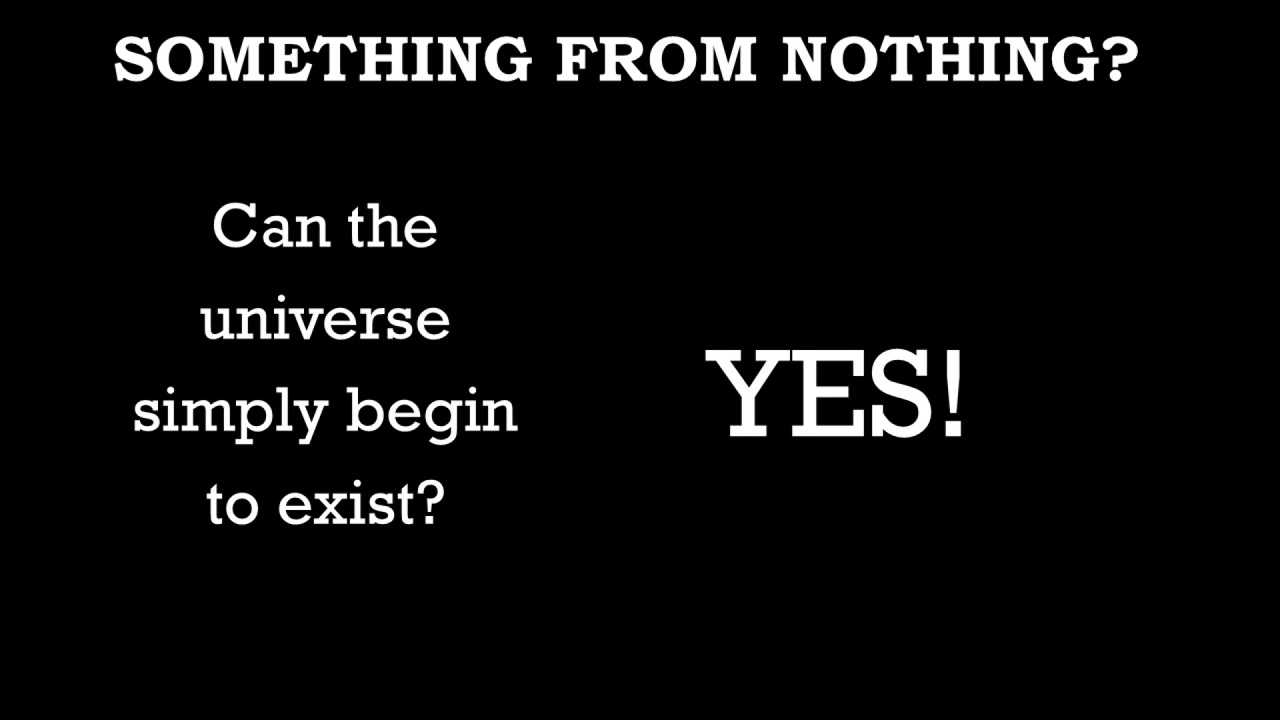 SOMETHING FROM NOTHING?
Can the
universe
simply begin
to exist?
YES!